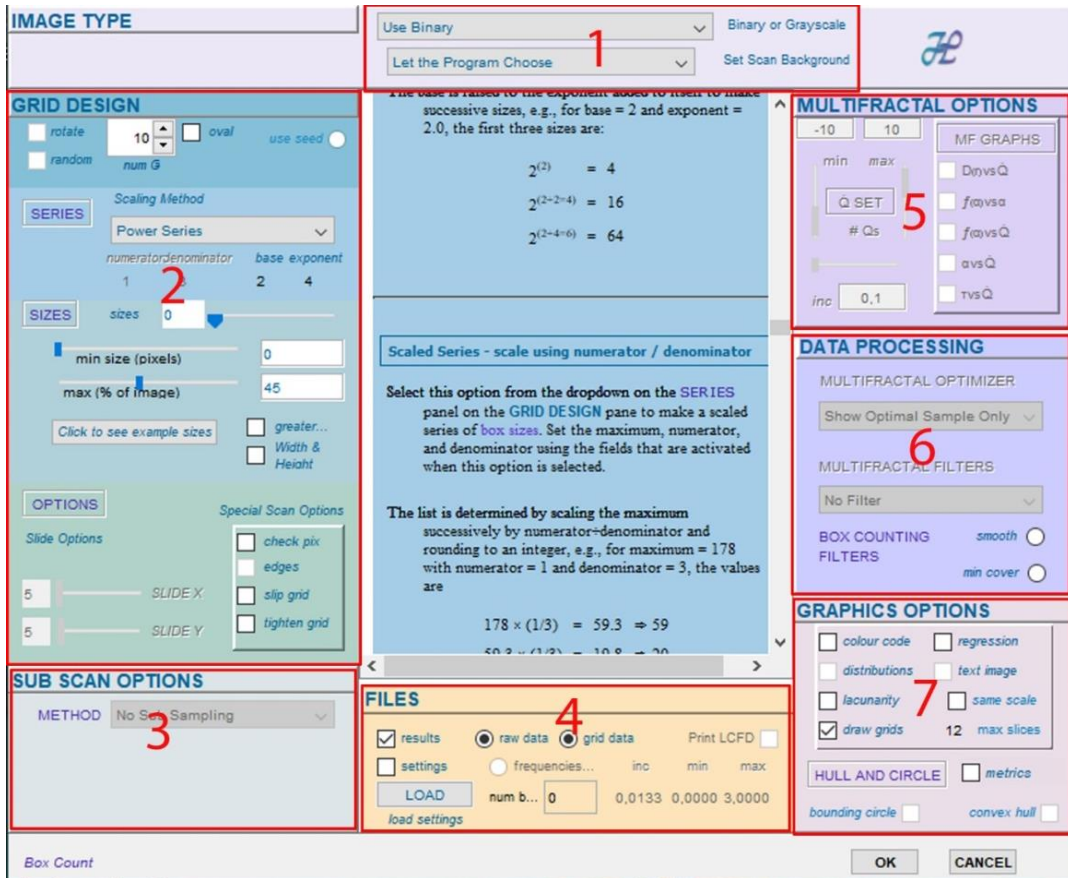 IMAGE TYPE
Use Binary
Binary or Grayscale
Let the Program Choose
Set Scan Background
1
GRID DESIGN
rotate
10
oval
use seed
random
num G
SERIES
Scaling Method
Power Series
numerator denominator
base exponent
1
2
4
2
SIZES
sizes
0
min size (pixels)
0
max (% of image)
45
Click to see example sizes
greater...
Width &
Height
OPTIONS
Special Scan Options
Slide Options
check pix
edges
5
SLIDE X
slip grid
5
SLIDE Y
tighten grid
SUB SCAN OPTIONS
METHOD
No Sub Sampling
3
The base is raised to the exponent added to itself to make
successive sizes, e.g., for base = 2 and exponent =
2.0, the first three sizes are:
2(2) = 4
2(2+2=4) = 16
2(2+4=6) = 64
Scaled Series - scale using numerator / denominator
Select this option from the dropdown on the SERIES
panel on the GRID DESIGN pane to make a scaled
series of box sizes. Set the maximum, numerator,
and denominator using the fields that are activated
when this option is selected.
The list is determined by scaling the maximum
successively by numerator÷denominator and
rounding to an integer, e.g., for maximum = 178
with numerator = 1 and denominator = 3, the values
are
178 × (1/3) = 59.3 ⇒ 59
59.3 × (1/3) = 19.8 ⇒ 20
FILES
4
results
raw data
grid data
Print LCFD
settings
frequencies...
inc
min
max
LOAD
num b...
0
0,0133
0,0000
3,0000
load settings
MULTIFRACTAL OPTIONS
-10
10
MF GRAPHS
min
max
D(Q)vsQ
Q SET
f(α)vsα
# Qs
5
f(α)vsQ
αvsQ
inc
0,1
τvsQ
DATA PROCESSING
MULTIFRACTAL OPTIMIZER
Show Optimal Sample Only
6
MULTIFRACTAL FILTERS
No Filter
BOX COUNTING
FILTERS
smooth
min cover
GRAPHICS OPTIONS
colour code
regression
distributions
text image
lacunarity
same scale
7
draw grids
12
max slices
HULL AND CIRCLE
metrics
bounding circle
convex hull
Box Count
OK
CANCEL